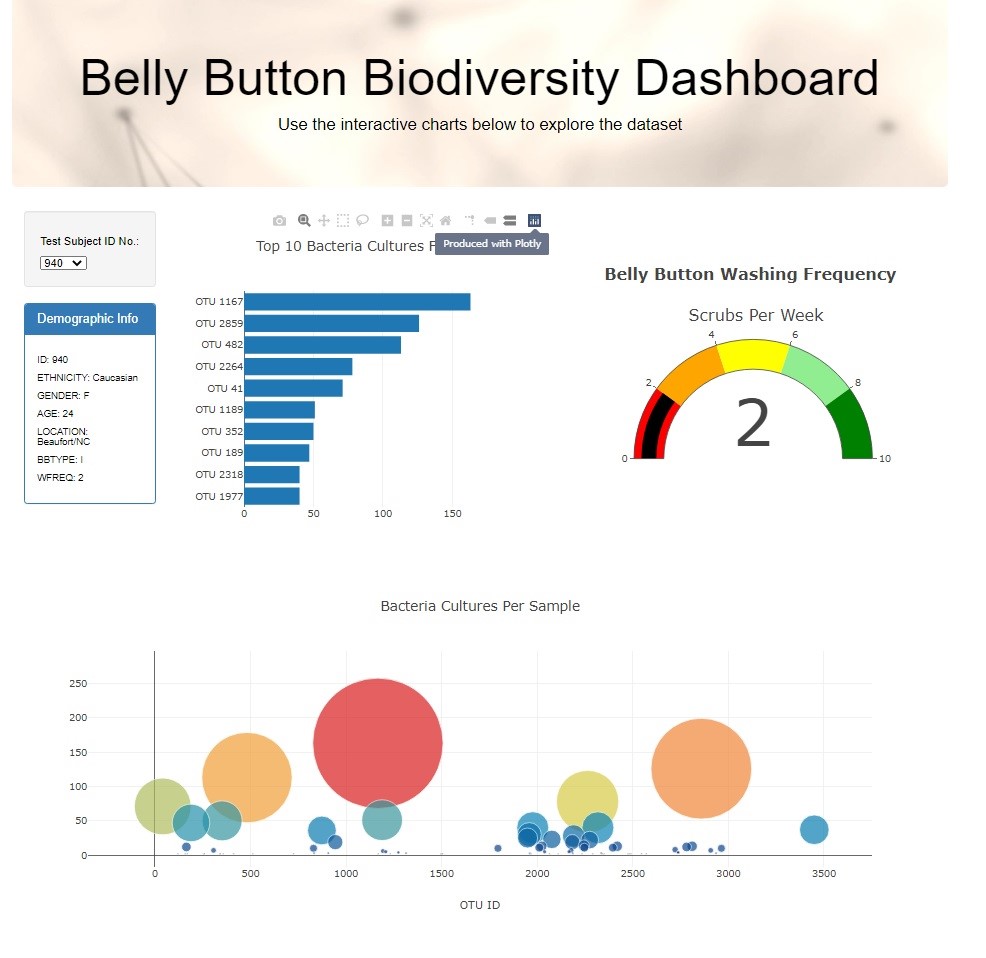 Belly Button Biodiversity Dashboard
Use the interactive charts below to explore the dataset
Test Subject ID No.:
940
Demographic Info
ID: 940
ETHNICITY: Caucasian
GENDER: F
AGE: 24
LOCATION:
Beaufort/NC
BBTYPE: I
WFREQ: 2
Produced with Plotly
Top 10 Bacteria Cultures F
OTU 1167
OTU 2859
OTU 482
OTU 2264
OTU 41
OTU 1189
OTU 352
OTU 189
OTU 2318
OTU 1977
0 50 100 150
Belly Button Washing Frequency
Scrubs Per Week
0 2 4 6 8 10
2
Bacteria Cultures Per Sample
250
200
150
100
50
0
0 500 1000 1500 2000 2500 3000 3500
OTU ID